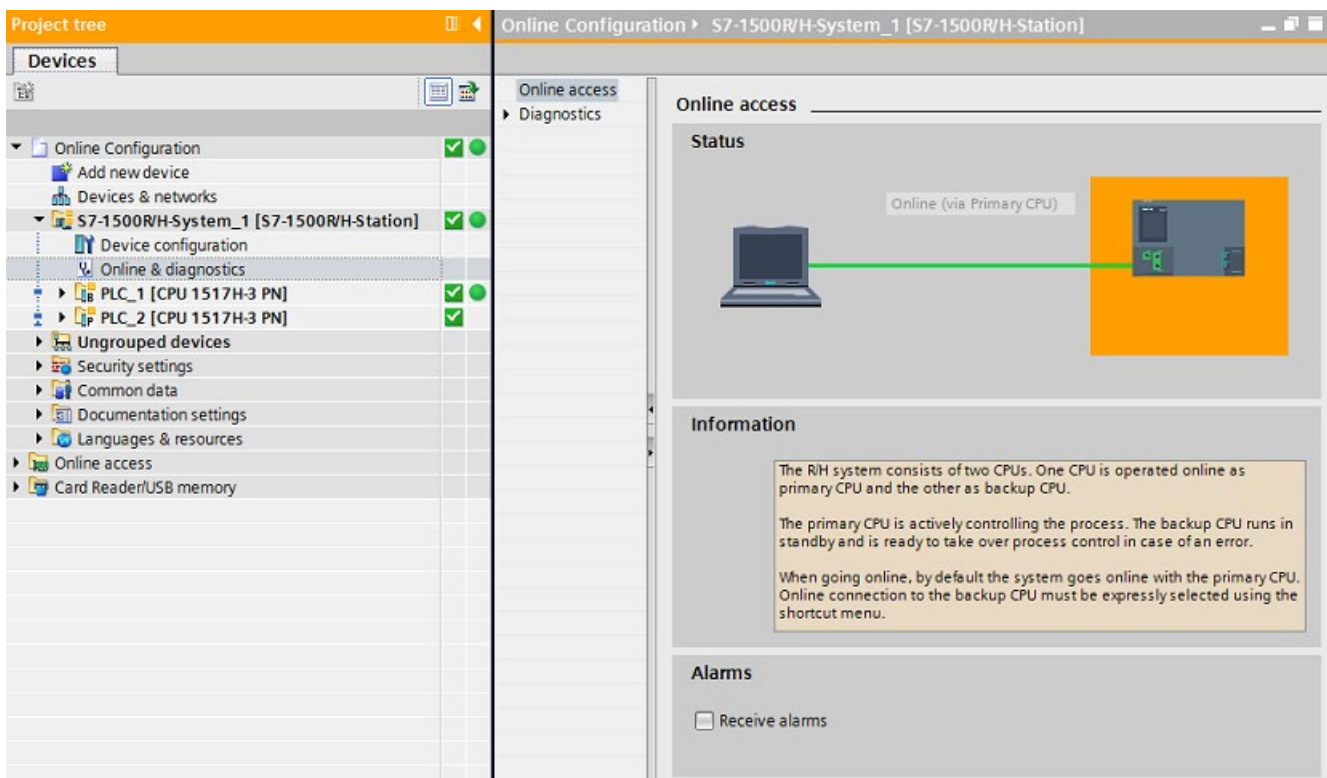 Project tree
Devices
Online Configuration
Add new device
Devices & networks
S7-1500R/H-System_1 [S7-1500R/H-Station]
Device configuration
Online & diagnostics
PLC_1 [CPU 1517H-3 PN]
PLC_2 [CPU 1517H-3 PN]
Ungrouped devices
Security settings
Common data
Documentation settings
Languages & resources
Online access
Card Reader/USB memory
Online Configuration S7-1500R/H-System_1 [S7-1500R/H-Station]
Online access
Diagnostics
Online access
Status
Online (via Primary CPU)
Information
The R/H system consists of two CPUs. One CPU is operated online as
primary CPU and the other as backup CPU.
The primary CPU is actively controlling the process. The backup CPU runs in
standby and is ready to take over process control in case of an error.
When going online, by default the system goes online with the primary CPU.
Online connection to the backup CPU must be expressly selected using the
shortcut menu.
Alarms
Receive alarms